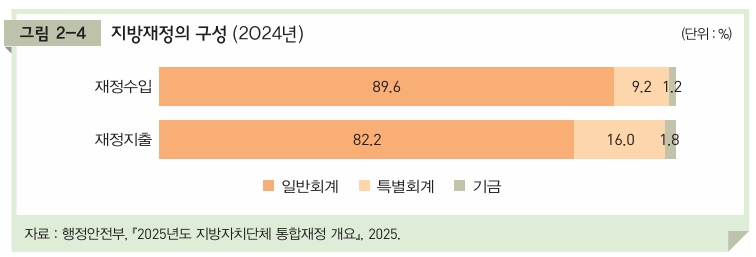 그림 2-4 지방재정의 구성 (2024년) (단위 : %)
재정수입 89.6 9.2 1.2
재정지출 82.2 16.0 1.8
일반회계 특별회계 기금
자료 : 행정안전부, 『2025년도 지방자치단체 통합재정 개요』, 2025.